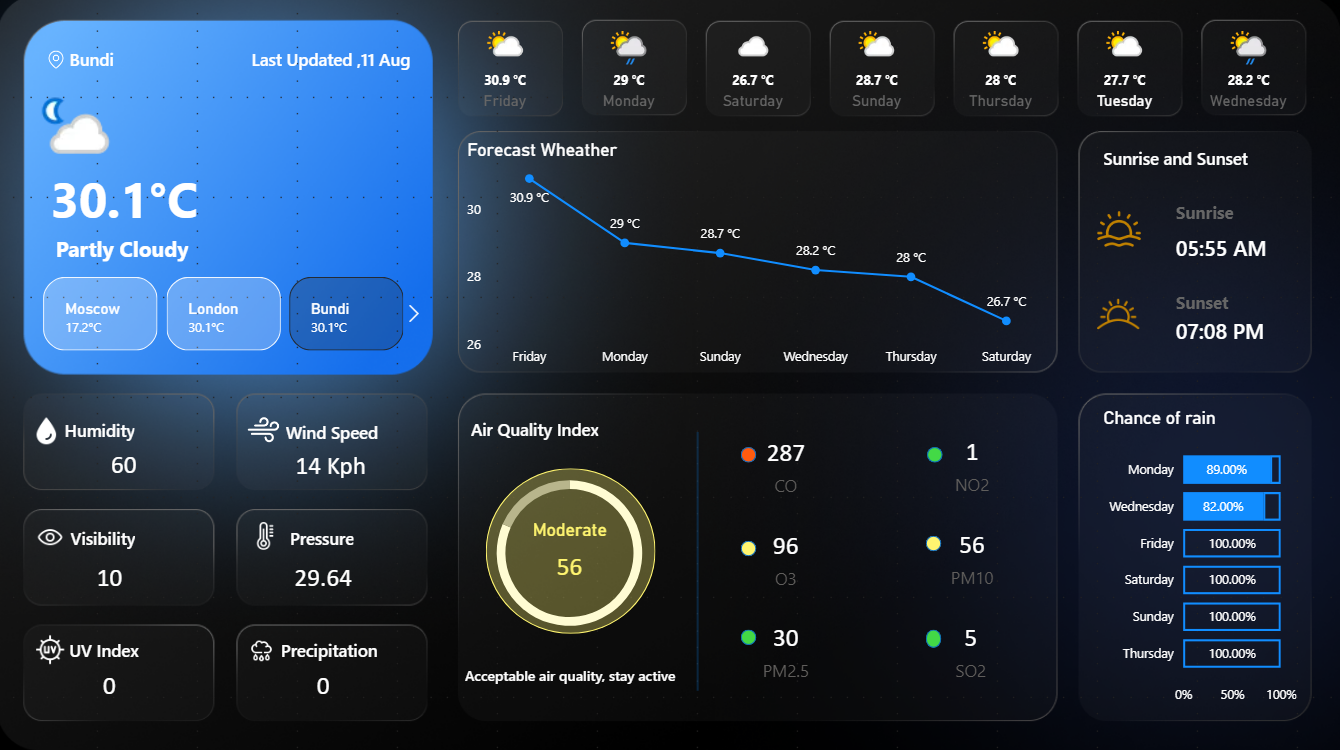 Bundi
Last Updated ,11 Aug
30.1°C
Partly Cloudy
Moscow
17.2°C
London
30.1°C
Bundi
30.1°C
30.9 °C
Friday
29 °C
Monday
26.7 °C
Saturday
28.7 °C
Sunday
28 °C
Thursday
27.7 °C
Tuesday
28.2 °C
Wednesday
Forecast Wheather
30
28
26
30.9 °C
29 °C
28.7 °C
28.2 °C
28 °C
26.7 °C
Friday
Monday
Sunday
Wednesday
Thursday
Saturday
Sunrise and Sunset
Sunrise
05:55 AM
Sunset
07:08 PM
Humidity
60
Wind Speed
14 Kph
Visibility
10
Pressure
29.64
UV
UV Index
0
Precipitation
0
Air Quality Index
Moderate
56
Acceptable air quality, stay active
287
CO
1
NO2
96
O3
56
PM10
30
PM2.5
5
SO2
Chance of rain
Monday 89.00%
Wednesday 82.00%
Friday 100.00%
Saturday 100.00%
Sunday 100.00%
Thursday 100.00%
0% 50% 100%